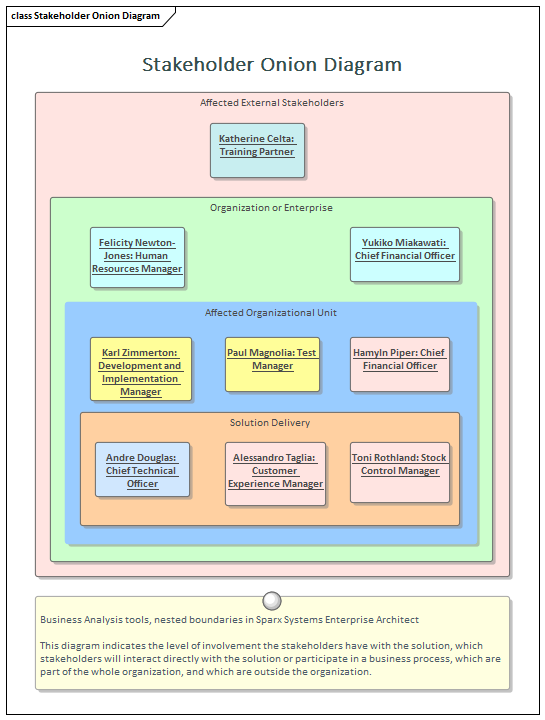 class Stakeholder Onion Diagram
Stakeholder Onion Diagram
Affected External Stakeholders
Katherine Celta:
Training Partner
Organization or Enterprise
Felicity Newton-
Jones: Human
Resources Manager
Yukiko Miakawati:
Chief Financial Officer
Affected Organizational Unit
Karl Zimmerton:
Development and
Implementation
Manager
Paul Magnolia: Test
Manager
Hamyln Piper: Chief
Financial Officer
Solution Delivery
Andre Douglas:
Chief Technical
Officer
Alessandro Taglia:
Customer
Experience Manager
Toni Rothland: Stock
Control Manager
Business Analysis tools, nested boundaries in Sparx Systems Enterprise Architect
This diagram indicates the level of involvement the stakeholders have with the solution, which
stakeholders will interact directly with the solution or participate in a business process, which are
part of the whole organization, and which are outside the organization.